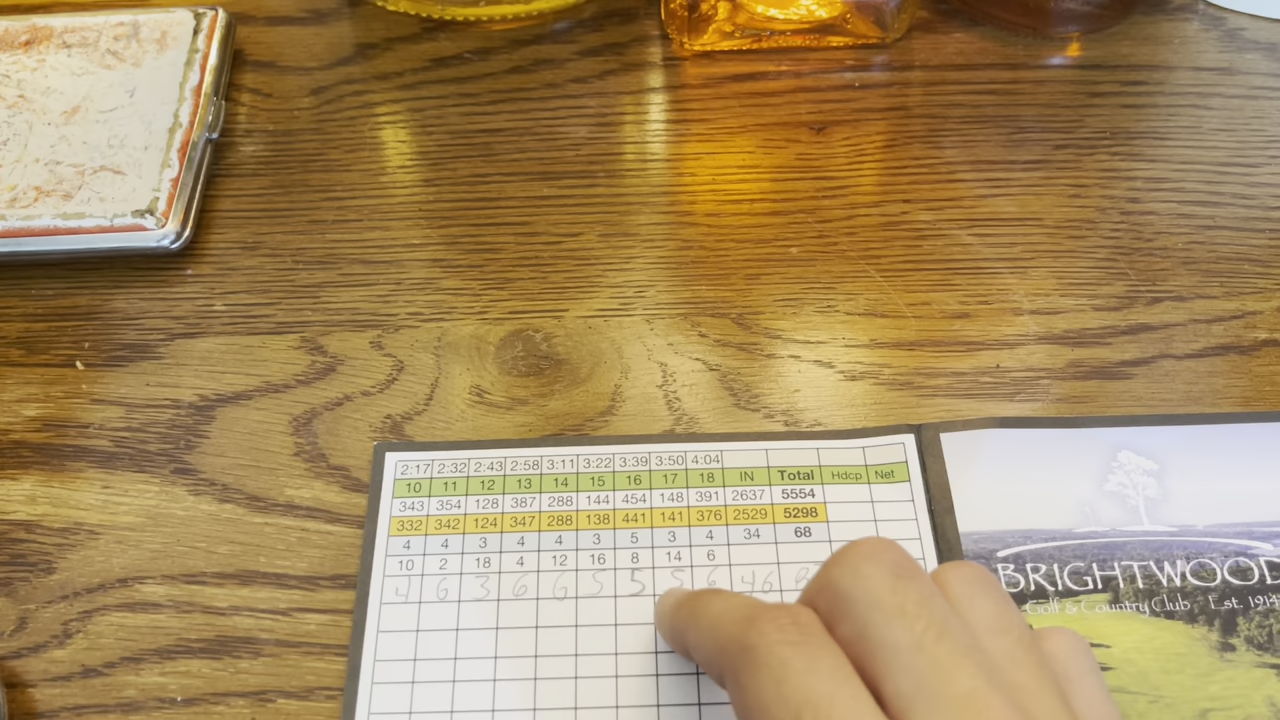 2:17 2:32 2:43 2:58 3:11 3:22 3:39 3:50 4:04
10 11 12 13 14 15 16 17 18 IN Total Hdcp Net
343 354 128 387 288 144 454 148 391 2637 5554
332 342 124 347 288 138 441 141 376 2529 5298
4 4 3 4 4 3 5 3 4 34 68
10 2 18 4 12 16 8 14 6
4 6 3 6 6 5 5 5 6 46
BRIGHTWOOD
Golf & Country Club Est. 1914